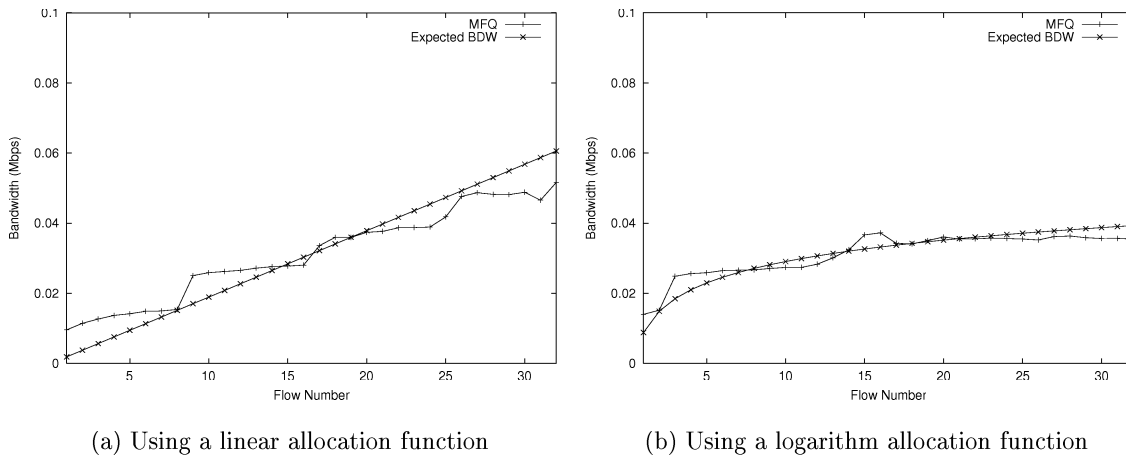 0.1
0.08
0.06
0.04
0.02
0
Bandwidth (Mbps)
MFQ
Expected BDW
5 10 15 20 25 30
Flow Number
(a) Using a linear allocation function
0.1
0.08
0.06
0.04
0.02
0
Bandwidth (Mbps)
MFQ
Expected BDW
5 10 15 20 25 30
Flow Number
(b) Using a logarithm allocation function